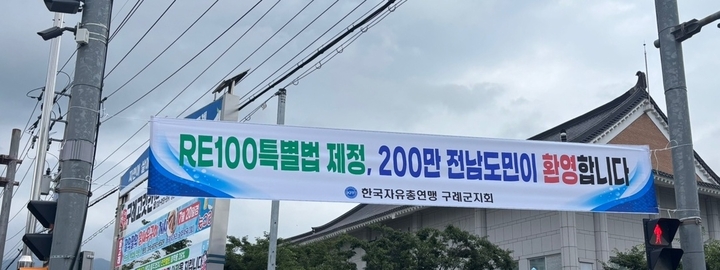 RE100특별법 제정, 200만 전남도민이 환영합니다
한국자유총연맹 구례군지회